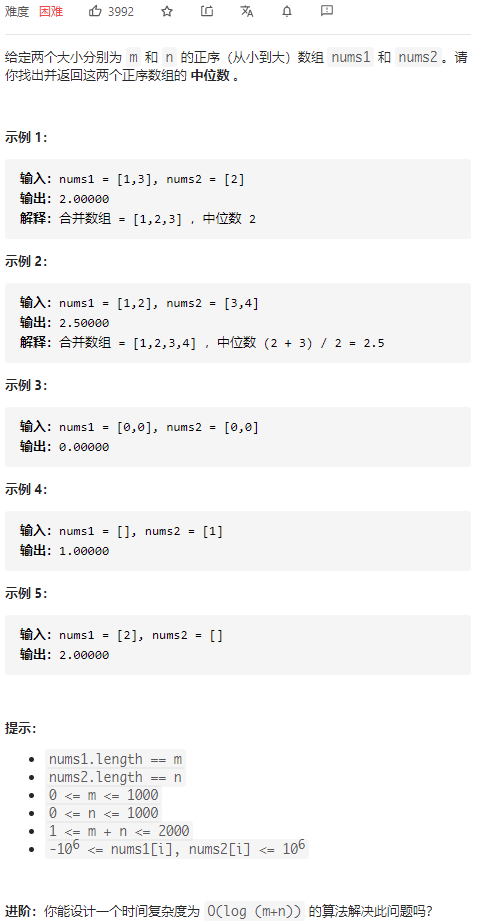 难度 困难 3992
给定两个大小分别为 m 和 n 的正序（从小到大）数组 nums1 和 nums2。请
你找出并返回这两个正序数组的 中位数 。
示例 1：
输入：nums1 = [1,3], nums2 = [2]
输出：2.00000
解释：合并数组 = [1,2,3] ，中位数 2
示例 2：
输入：nums1 = [1,2], nums2 = [3,4]
输出：2.50000
解释：合并数组 = [1,2,3,4] ，中位数 (2 + 3) / 2 = 2.5
示例 3：
输入：nums1 = [0,0], nums2 = [0,0]
输出：0.00000
示例 4：
输入：nums1 = [], nums2 = [1]
输出：1.00000
示例 5：
输入：nums1 = [2], nums2 = []
输出：2.00000
提示：
nums1.length == m
nums2.length == n
0 <= m <= 1000
0 <= n <= 1000
1 <= m + n <= 2000
-10⁶ <= nums1[i], nums2[i] <= 10⁶
进阶：你能设计一个时间复杂度为 O(log (m+n)) 的算法解决此问题吗？